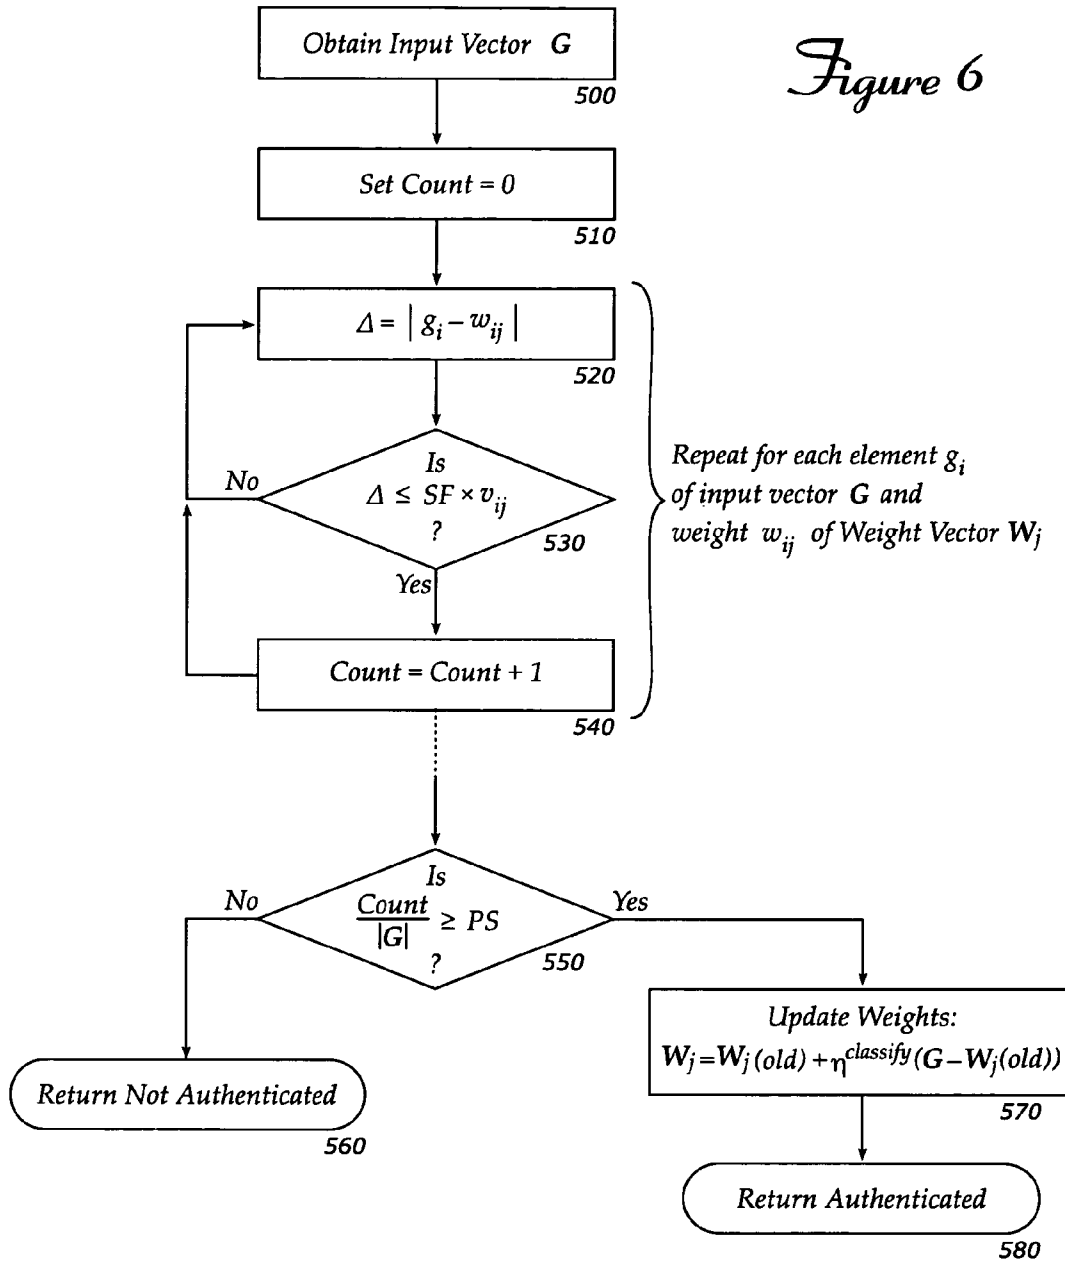 Figure 6
Obtain Input Vector G
500
Set Count = 0
510
Δ = | g_i − w_ij |
520
No
Is
Δ ≤ SF × v_ij
?
530
Yes
Repeat for each element g_i
of input vector G and
weight w_ij of Weight Vector W_j
Count = Count + 1
540
No
Is
Count
|G| ≥ PS
?
550
Yes
Update Weights:
W_j = W_j (old) + η^classify (G − W_j (old))
570
Return Not Authenticated
560
Return Authenticated
580